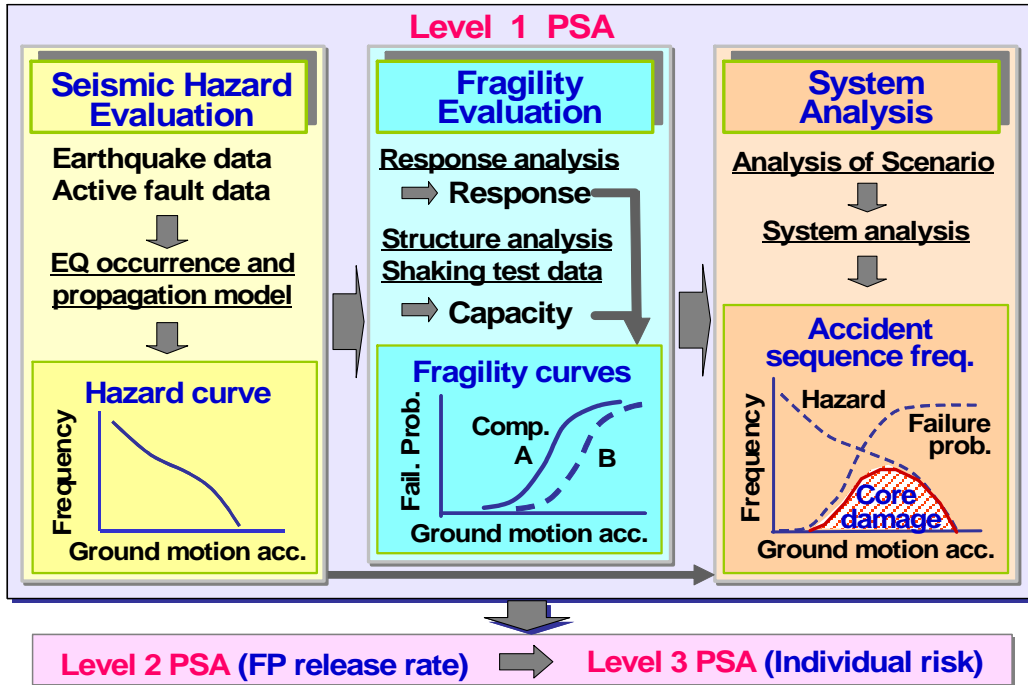 Level 1 PSA
Seismic Hazard
Evaluation
Earthquake data
Active fault data
EQ occurrence and
propagation model
Hazard curve
Frequency
Ground motion acc.
Fragility
Evaluation
Response analysis
Response
Structure analysis
Shaking test data
Capacity
Fragility curves
Fail. Prob.
Comp.
A
B
Ground motion acc.
System
Analysis
Analysis of Scenario
System analysis
Accident
sequence freq.
Frequency
Hazard
Failure
prob.
Core
damage
Ground motion acc.
Level 2 PSA (FP release rate)
Level 3 PSA (Individual risk)